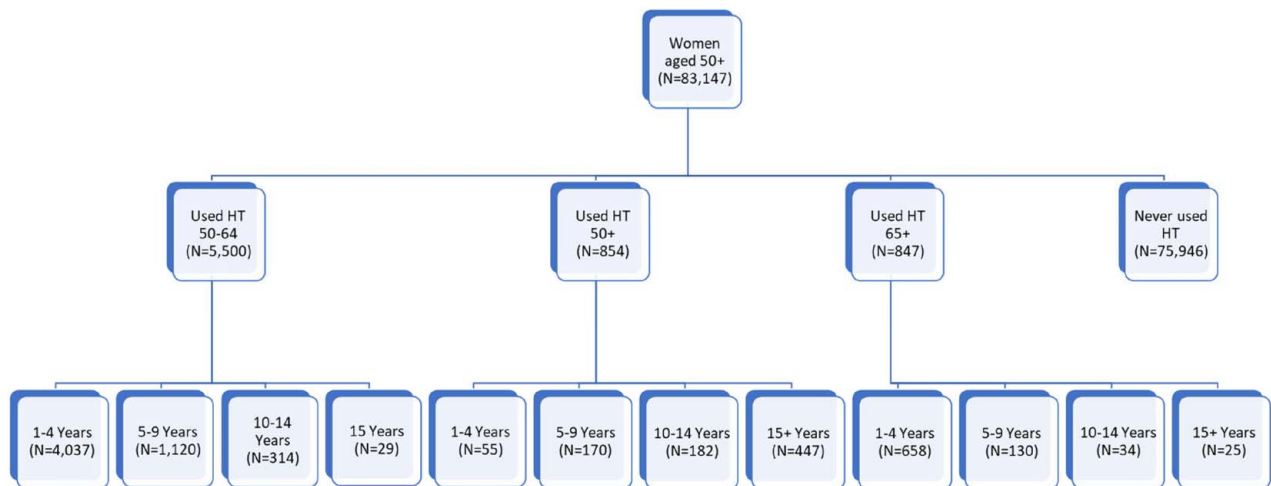 Women
aged 50+
(N=83,147)
Used HT
50-64
(N=5,500)
Used HT
50+
(N=854)
Used HT
65+
(N=847)
Never used
HT
(N=75,946)
1-4 Years
(N=4,037)
5-9 Years
(N=1,120)
10-14
Years
(N=314)
15 Years
(N=29)
1-4 Years
(N=55)
5-9 Years
(N=170)
10-14 Years
(N=182)
15+ Years
(N=447)
1-4 Years
(N=658)
5-9 Years
(N=130)
10-14 Years
(N=34)
15+ Years
(N=25)